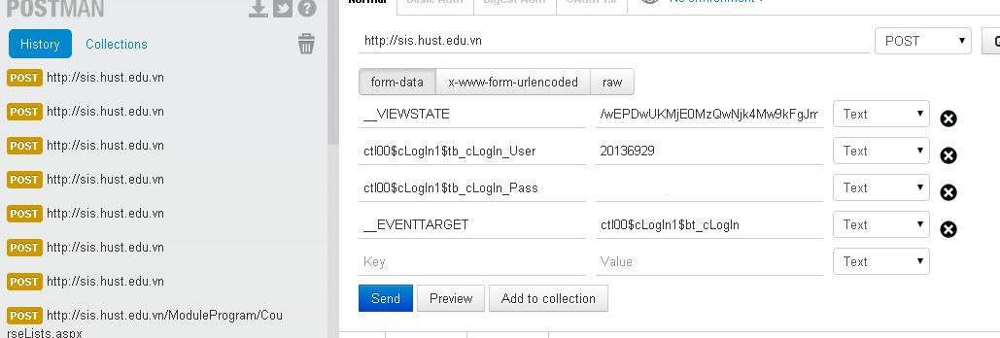 POSTMAN
Normal Basic Auth Digest Auth OAuth 1.0 No environment
History Collections
http://sis.hust.edu.vn POST
POST http://sis.hust.edu.vn
form-data x-www-form-urlencoded raw
POST http://sis.hust.edu.vn
__VIEWSTATE /wEPDwUKMjE0MzQwNjk4Mw9kFgJm Text
POST http://sis.hust.edu.vn
ctl00$cLogIn1$tb_cLogIn_User 20136929 Text
POST http://sis.hust.edu.vn
ctl00$cLogIn1$tb_cLogIn_Pass Text
POST http://sis.hust.edu.vn
__EVENTTARGET ctl00$cLogIn1$bt_cLogIn Text
POST http://sis.hust.edu.vn
Key Value Text
POST http://sis.hust.edu.vn
Send Preview Add to collection
POST http://sis.hust.edu.vn/ModuleProgram/Cou
rseLists.aspx